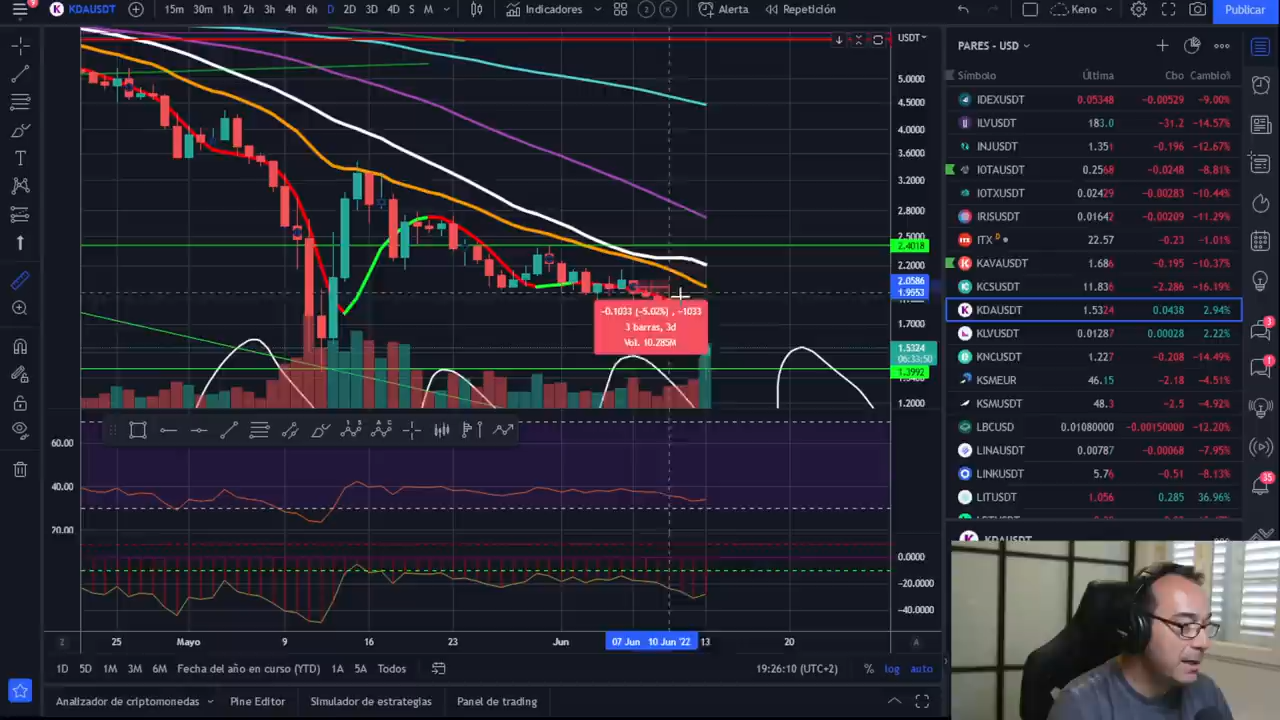 KDAUSDT 15m 30m 1h 2h 3h 4h 6h D 2D 3D 4D S M Indicadores Alerta Repetición Keno Publicar
9
USDT
5.0000
4.5000
4.0000
3.6000
3.2000
2.8000
2.5000
2.4018
2.2000
2.0586
1.9553
1.7000
1.5324
06:33:50
1.3992
1.2000
-0.1033 (-5.02%) , -1033
3 barras, 3d
Vol. 10.285M
60.00
40.00
20.00
0.0000
-20.0000
-40.0000
25 Mayo 9 16 23 Jun 07 Jun 10 Jun '22 13 20
Z
A
1D 5D 1M 3M 6M Fecha del año en curso (YTD) 1A 5A Todos 19:26:10 (UTC+2) % log auto
Analizador de criptomonedas Pine Editor Simulador de estrategias Panel de trading
PARES - USD
Símbolo Última Cbo Cambio%
IDEXUSDT 0.05348 -0.00529 -9.00%
ILVUSDT 183.0 -31.2 -14.57%
INJUSDT 1.351 -0.196 -12.67%
IOTAUSDT 0.2568 -0.0248 -8.81%
IOTXUSDT 0.02429 -0.00283 -10.44%
IRISUSDT 0.01642 -0.00209 -11.29%
ITX D 22.57 -0.23 -1.01%
KAVAUSDT 1.686 -0.195 -10.37%
KCSUSDT 11.836 -2.286 -16.19%
KDAUSDT 1.5324 0.0438 2.94%
KLVUSDT 0.01287 0.00028 2.22%
KNCUSDT 1.227 -0.208 -14.49%
KSMEUR 46.15 -2.18 -4.51%
KSMUSDT 48.3 -2.5 -4.92%
LBCUSD 0.01080000 -0.00150000 -12.20%
LINAUSDT 0.00787 -0.00068 -7.95%
LINKUSDT 5.76 -0.51 -8.13%
LITUSDT 1.056 0.285 36.96%
KDAUSDT
3
1
35